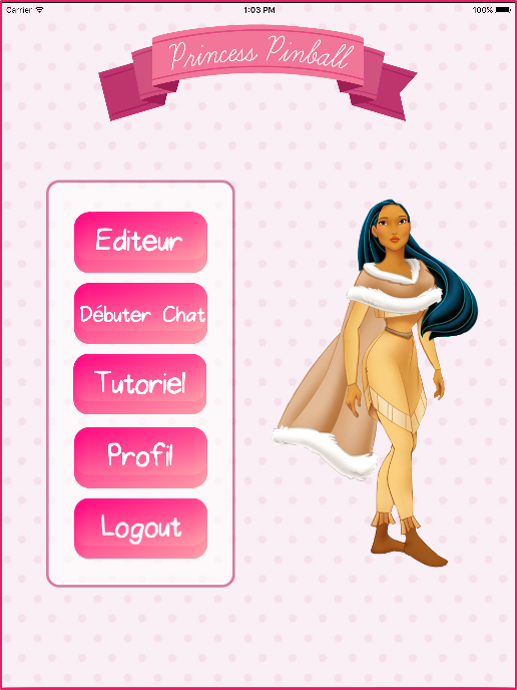 Carrier 1:03 PM 100%
Princess Pinball
Editeur
Débuter Chat
Tutoriel
Profil
Logout